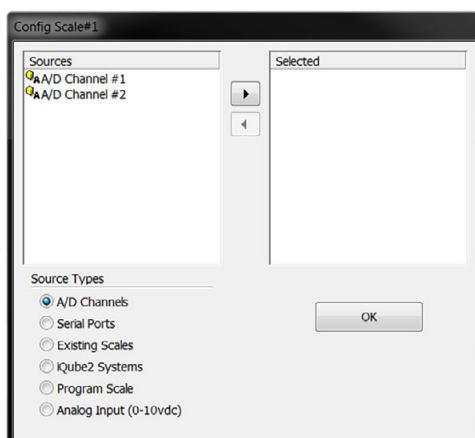 Config Scale#1
Sources
A/D Channel #1
A/D Channel #2
Selected
Source Types
A/D Channels
Serial Ports
Existing Scales
iQube2 Systems
Program Scale
Analog Input (0-10vdc)
OK